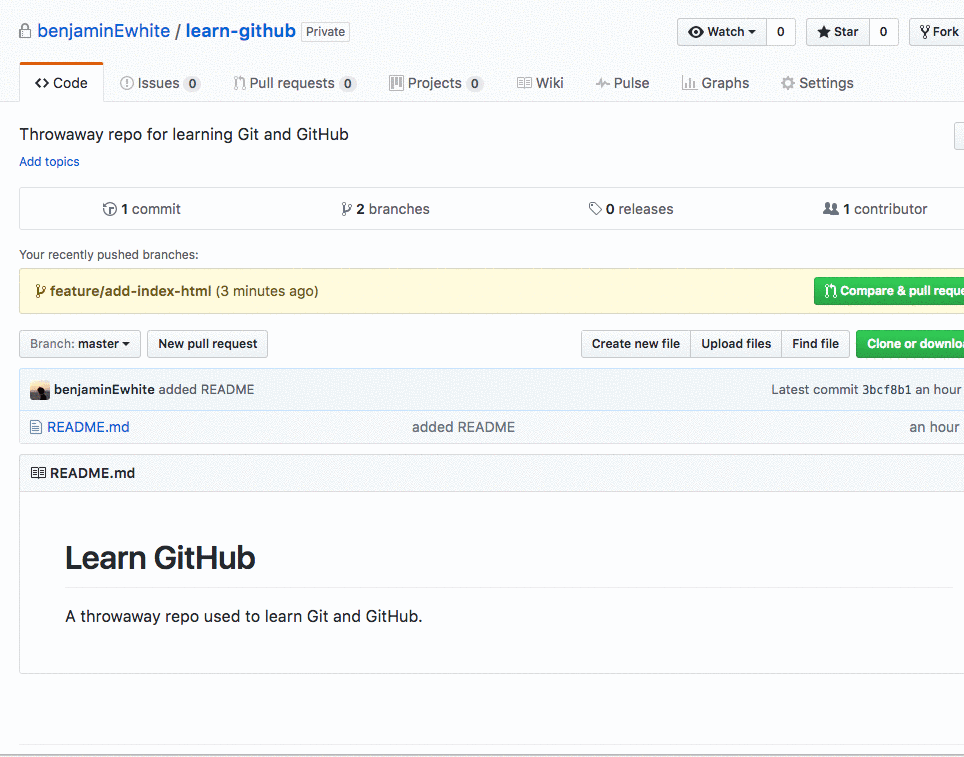 benjaminEwhite / learn-github Private Watch 0 Star 0 Fork
Code Issues 0 Pull requests 0 Projects 0 Wiki Pulse Graphs Settings
Throwaway repo for learning Git and GitHub
Add topics
1 commit 2 branches 0 releases 1 contributor
Your recently pushed branches:
feature/add-index-html (3 minutes ago) Compare & pull reque
Branch: master New pull request Create new file Upload files Find file Clone or downloa
benjaminEwhite added README Latest commit 3bcf8b1 an hour
README.md added README an hour
README.md
Learn GitHub
A throwaway repo used to learn Git and GitHub.